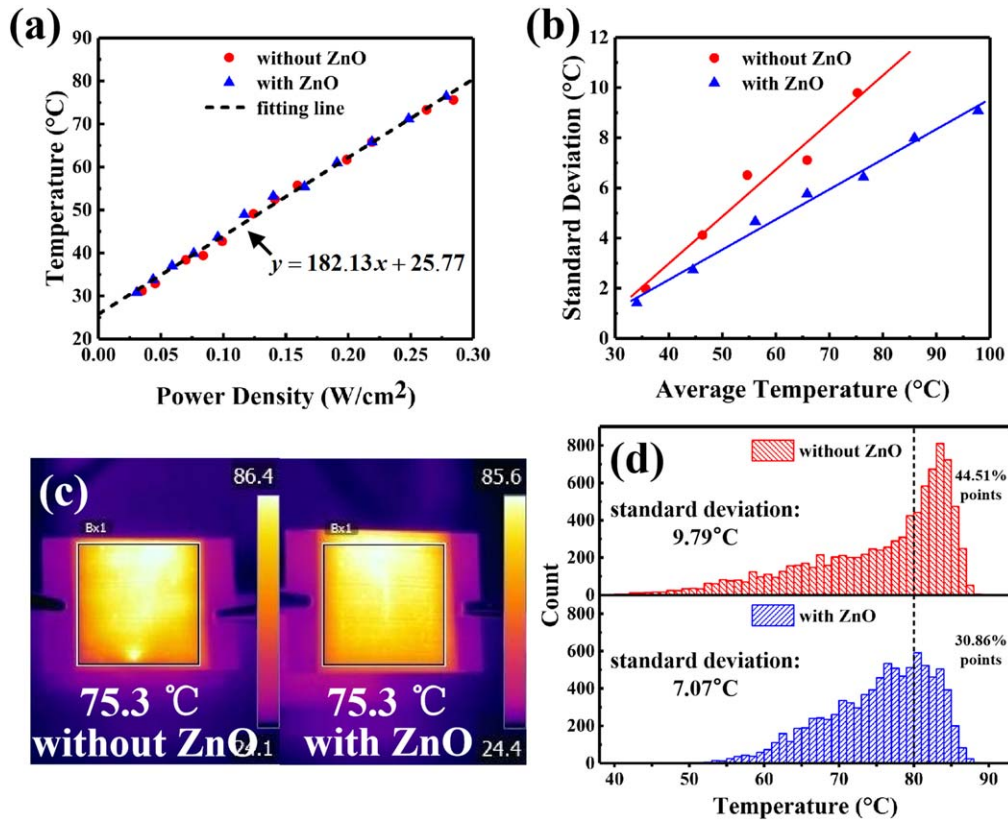 (a)
90
80
70
60
50
40
30
20
Temperature (°C)
without ZnO
with ZnO
fitting line
y = 182.13x + 25.77
0.00 0.05 0.10 0.15 0.20 0.25 0.30
Power Density (W/cm²)
(b)
12
10
8
6
4
2
0
Standard Deviation (°C)
without ZnO
with ZnO
30 40 50 60 70 80 90 100
Average Temperature (°C)
(c)
86.4
Bx1
75.3 ℃
without ZnO
24.1
85.6
Bx1
75.3 ℃
with ZnO
24.4
(d)
800
600
400
200
0
without ZnO
44.51%
points
standard deviation:
9.79°C
Count
800
600
400
200
0
with ZnO
30.86%
points
standard deviation:
7.07°C
40 50 60 70 80 90
Temperature (°C)